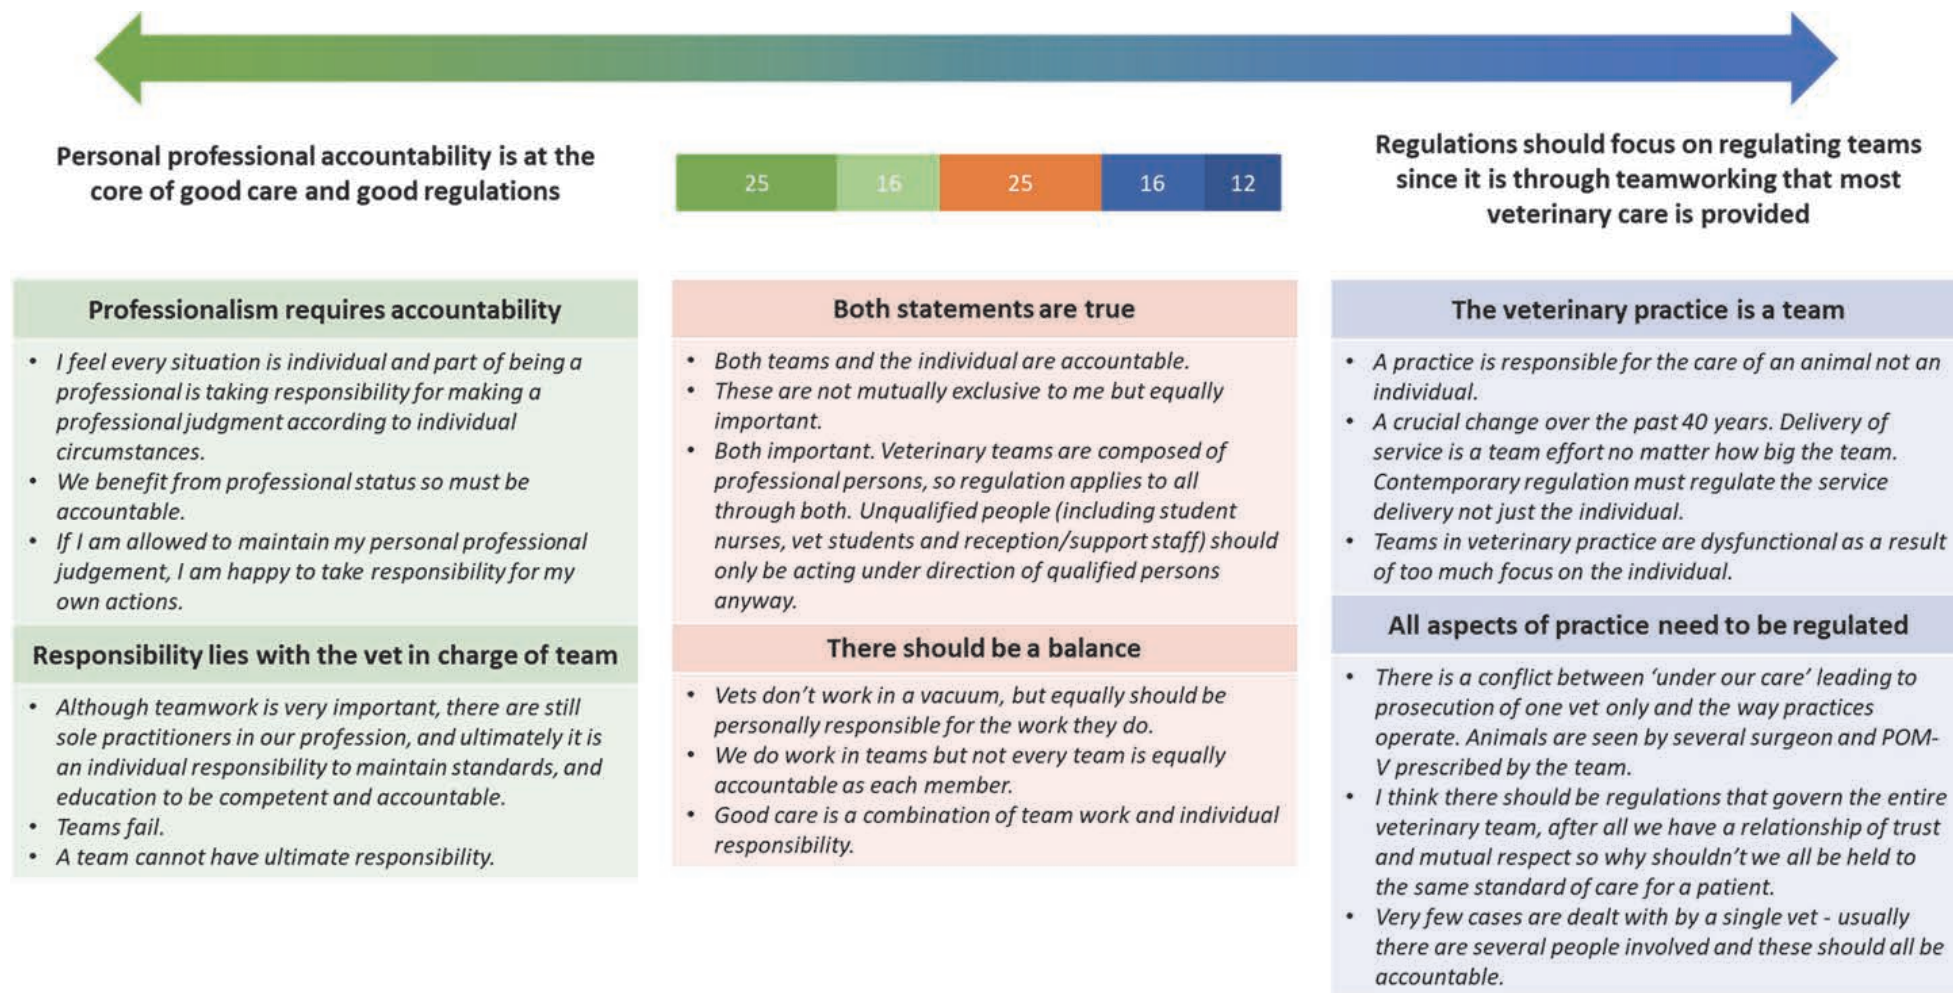 Personal professional accountability is at the
core of good care and good regulations
25 16 25 16 12
Regulations should focus on regulating teams
since it is through teamworking that most
veterinary care is provided
Professionalism requires accountability
• I feel every situation is individual and part of being a
professional is taking responsibility for making a
professional judgment according to individual
circumstances.
• We benefit from professional status so must be
accountable.
• If I am allowed to maintain my personal professional
judgement, I am happy to take responsibility for my
own actions.
Responsibility lies with the vet in charge of team
• Although teamwork is very important, there are still
sole practitioners in our profession, and ultimately it is
an individual responsibility to maintain standards, and
education to be competent and accountable.
• Teams fail.
• A team cannot have ultimate responsibility.
Both statements are true
• Both teams and the individual are accountable.
• These are not mutually exclusive to me but equally
important.
• Both important. Veterinary teams are composed of
professional persons, so regulation applies to all
through both. Unqualified people (including student
nurses, vet students and reception/support staff) should
only be acting under direction of qualified persons
anyway.
There should be a balance
• Vets don't work in a vacuum, but equally should be
personally responsible for the work they do.
• We do work in teams but not every team is equally
accountable as each member.
• Good care is a combination of team work and individual
responsibility.
The veterinary practice is a team
• A practice is responsible for the care of an animal not an
individual.
• A crucial change over the past 40 years. Delivery of
service is a team effort no matter how big the team.
Contemporary regulation must regulate the service
delivery not just the individual.
• Teams in veterinary practice are dysfunctional as a result
of too much focus on the individual.
All aspects of practice need to be regulated
• There is a conflict between 'under our care' leading to
prosecution of one vet only and the way practices
operate. Animals are seen by several surgeon and POM-
V prescribed by the team.
• I think there should be regulations that govern the entire
veterinary team, after all we have a relationship of trust
and mutual respect so why shouldn't we all be held to
the same standard of care for a patient.
• Very few cases are dealt with by a single vet - usually
there are several people involved and these should all be
accountable.